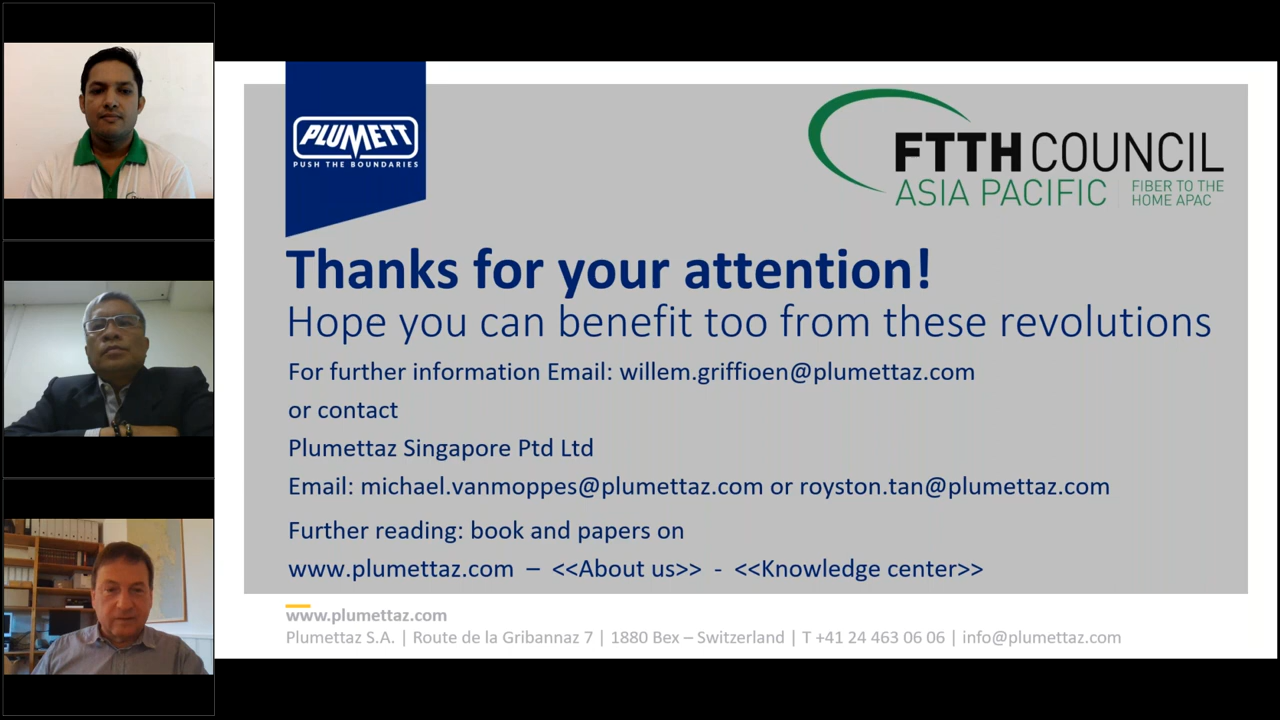 PLUMETT
PUSH THE BOUNDARIES
FTTH COUNCIL
ASIA PACIFIC
FIBER TO THE
HOME APAC
Thanks for your attention!
Hope you can benefit too from these revolutions
For further information Email: willem.griffioen@plumettaz.com
or contact
Plumettaz Singapore Ptd Ltd
Email: michael.vanmoppes@plumettaz.com or royston.tan@plumettaz.com
Further reading: book and papers on
www.plumettaz.com – <<About us>> - <<Knowledge center>>
www.plumettaz.com
Plumettaz S.A. | Route de la Gribannaz 7 | 1880 Bex – Switzerland | T +41 24 463 06 06 | info@plumettaz.com